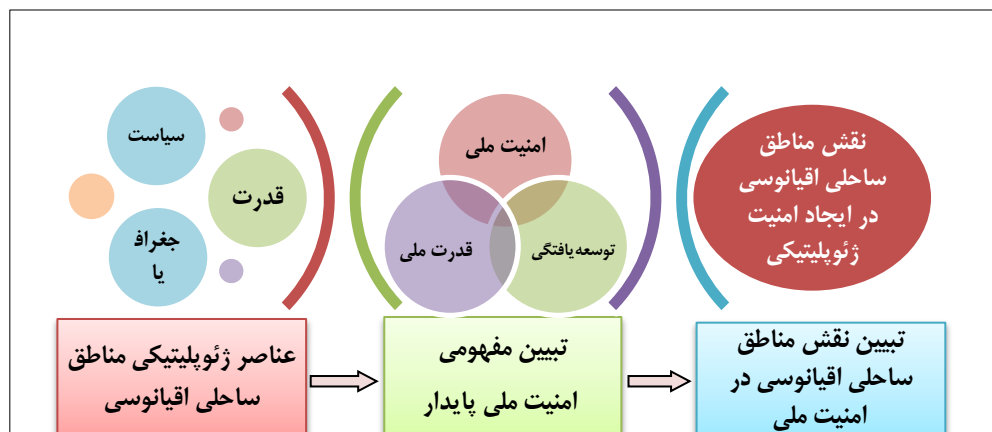 سیاست
قدرت
جغراف
یا
امنیت ملی
قدرت ملی
توسعه‌یافتگی
نقش مناطق
ساحلی اقیانوسی
در ایجاد امنیت
ژئوپلیتیکی
عناصر ژئوپلیتیکی مناطق
ساحلی اقیانوسی
تبیین مفهومی
امنیت ملی پایدار
تبیین نقش مناطق
ساحلی اقیانوسی در
امنیت ملی